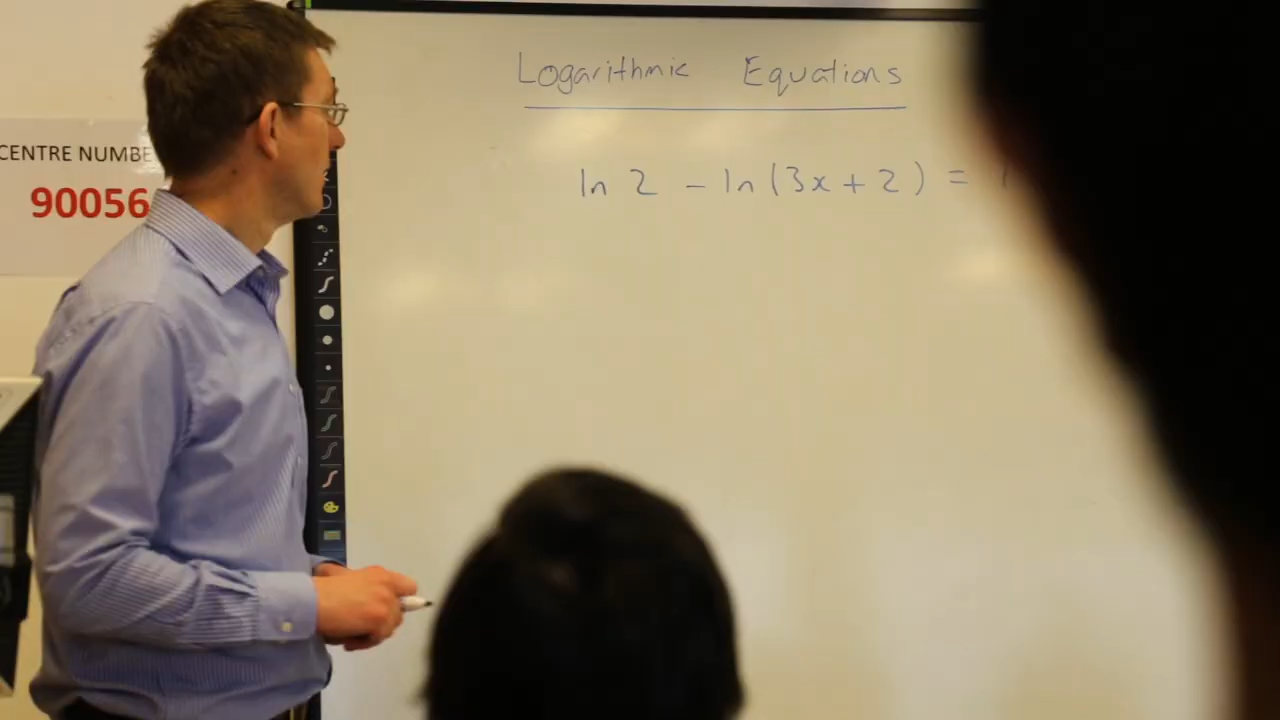 Logarithmic Equations
CENTRE NUMBE
90056
ln 2 - ln (3x + 2) =